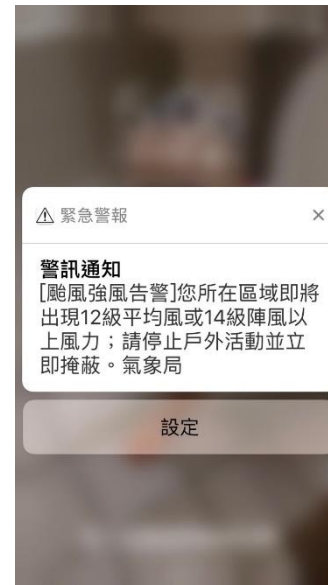 緊急警報
警訊通知
[颱風強風告警]您所在區域即將
出現12級平均風或14級陣風以
上風力；請停止戶外活動並立
即掩蔽。氣象局
設定